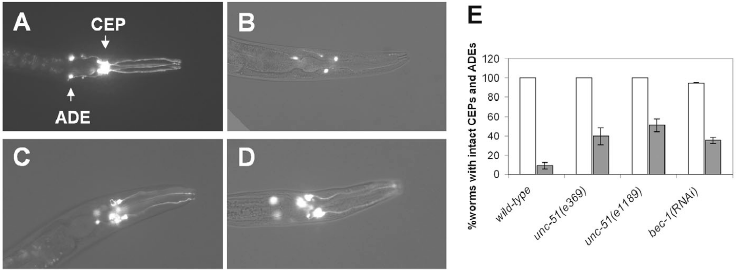 A
CEP
ADE
B
C
D
E
%worms with intact CEPs and ADEs
120
100
80
60
40
20
0
wild-type
unc-51(e369)
unc-51(e1189)
bec-1(RNAi)